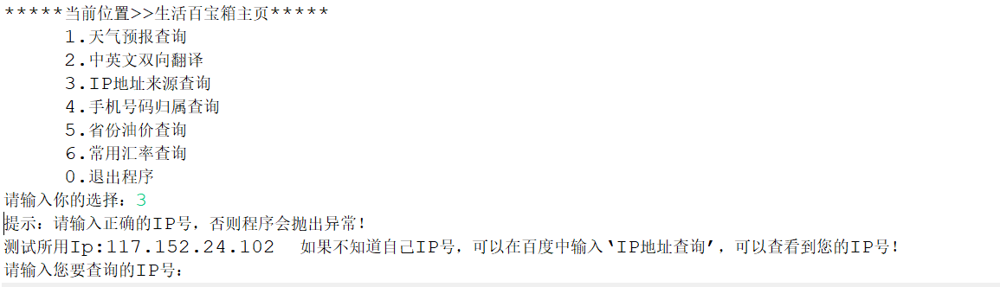 *****当前位置>>生活百宝箱主页*****
1.天气预报查询
2.中英文双向翻译
3.IP地址来源查询
4.手机号码归属查询
5.省份油价查询
6.常用汇率查询
0.退出程序
请输入你的选择：3
提示：请输入正确的IP号，否则程序会抛出异常！
测试所用Ip:117.152.24.102  如果不知道自己IP号，可以在百度中输入‘IP地址查询’，可以查看到您的IP号！
请输入您要查询的IP号：